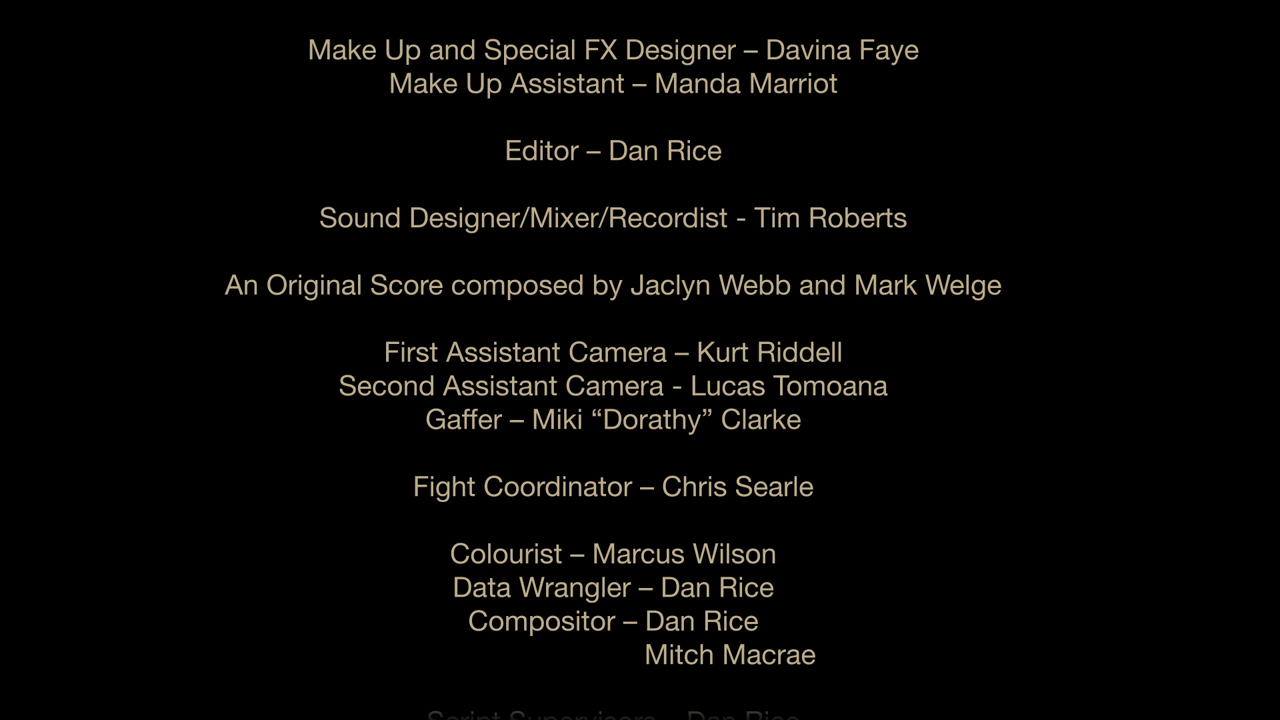 Make Up and Special FX Designer – Davina Faye
Make Up Assistant – Manda Marriot
Editor – Dan Rice
Sound Designer/Mixer/Recordist - Tim Roberts
An Original Score composed by Jaclyn Webb and Mark Welge
First Assistant Camera – Kurt Riddell
Second Assistant Camera - Lucas Tomoana
Gaffer – Miki “Dorathy” Clarke
Fight Coordinator – Chris Searle
Colourist – Marcus Wilson
Data Wrangler – Dan Rice
Compositor – Dan Rice
Mitch Macrae